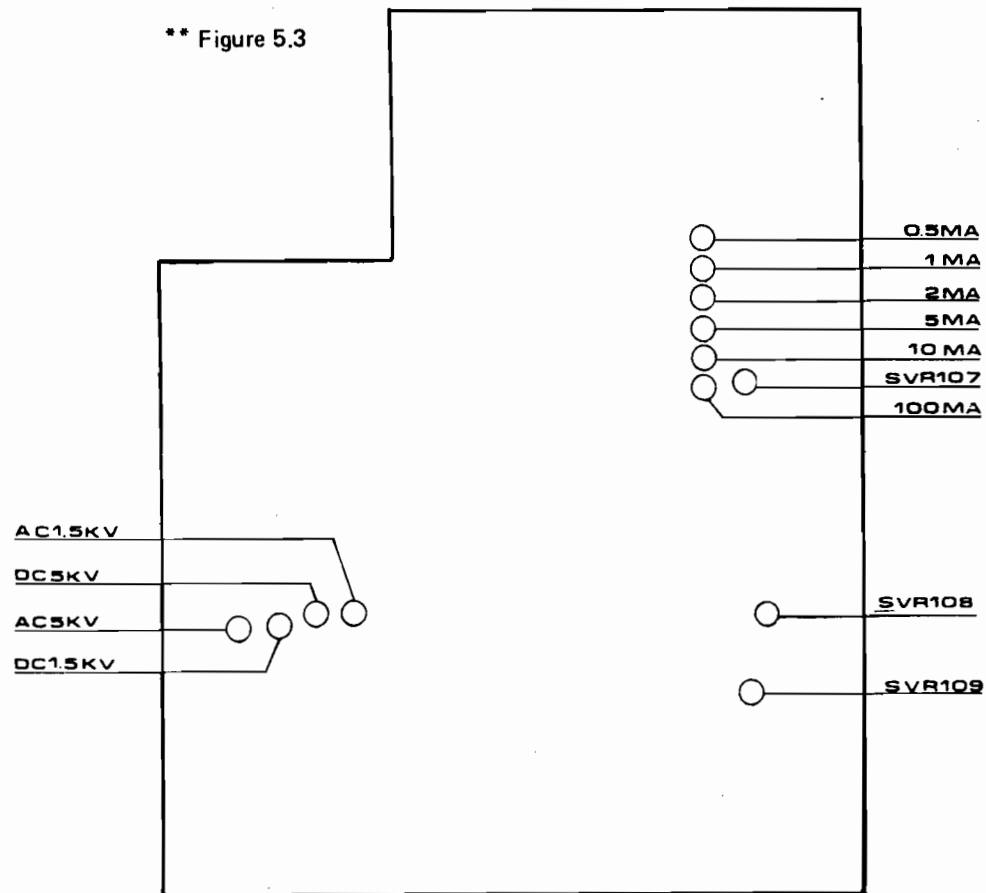 ** Figure 5.3
0.5MA
1 MA
2MA
5MA
10 MA
SVR107
100MA
AC1.5KV
DC5KV
AC5KV
DC1.5KV
SVR108
SVR109